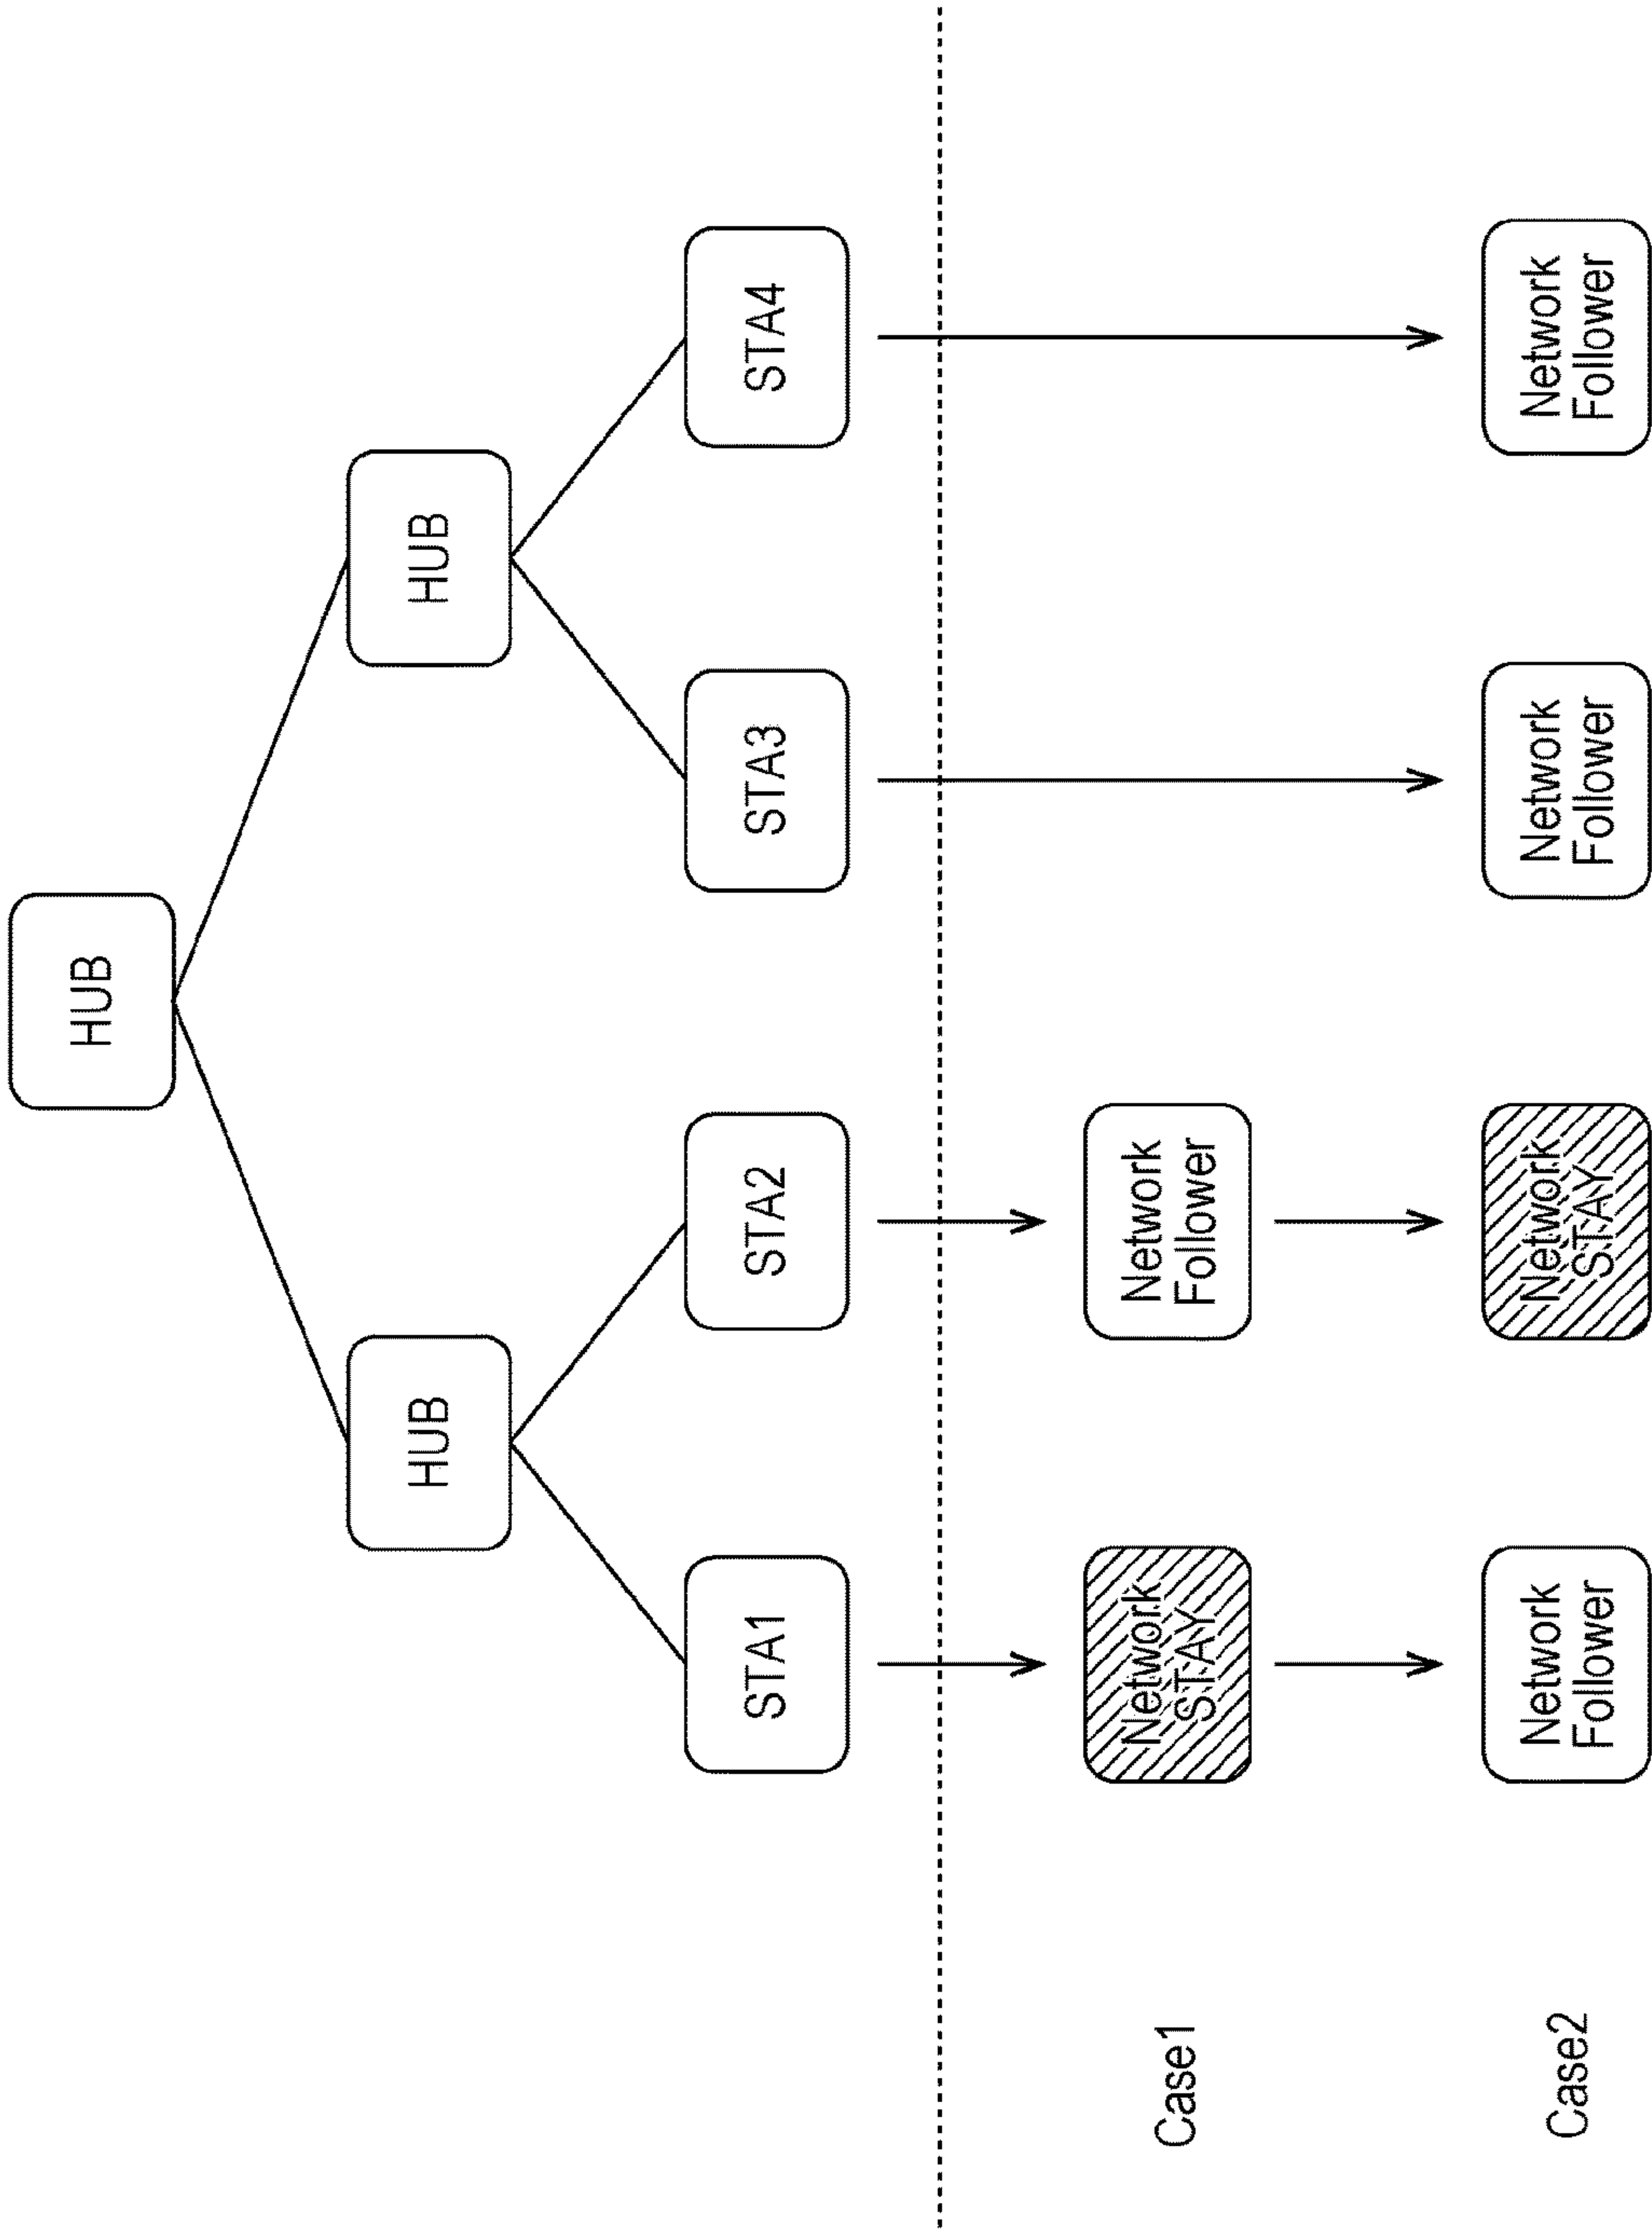 HUB
HUB
HUB
STA1
STA2
STA3
STA4
Case1
Network
STAY
Network
Follower
Case2
Network
Follower
Network
STAY
Network
Follower
Network
Follower